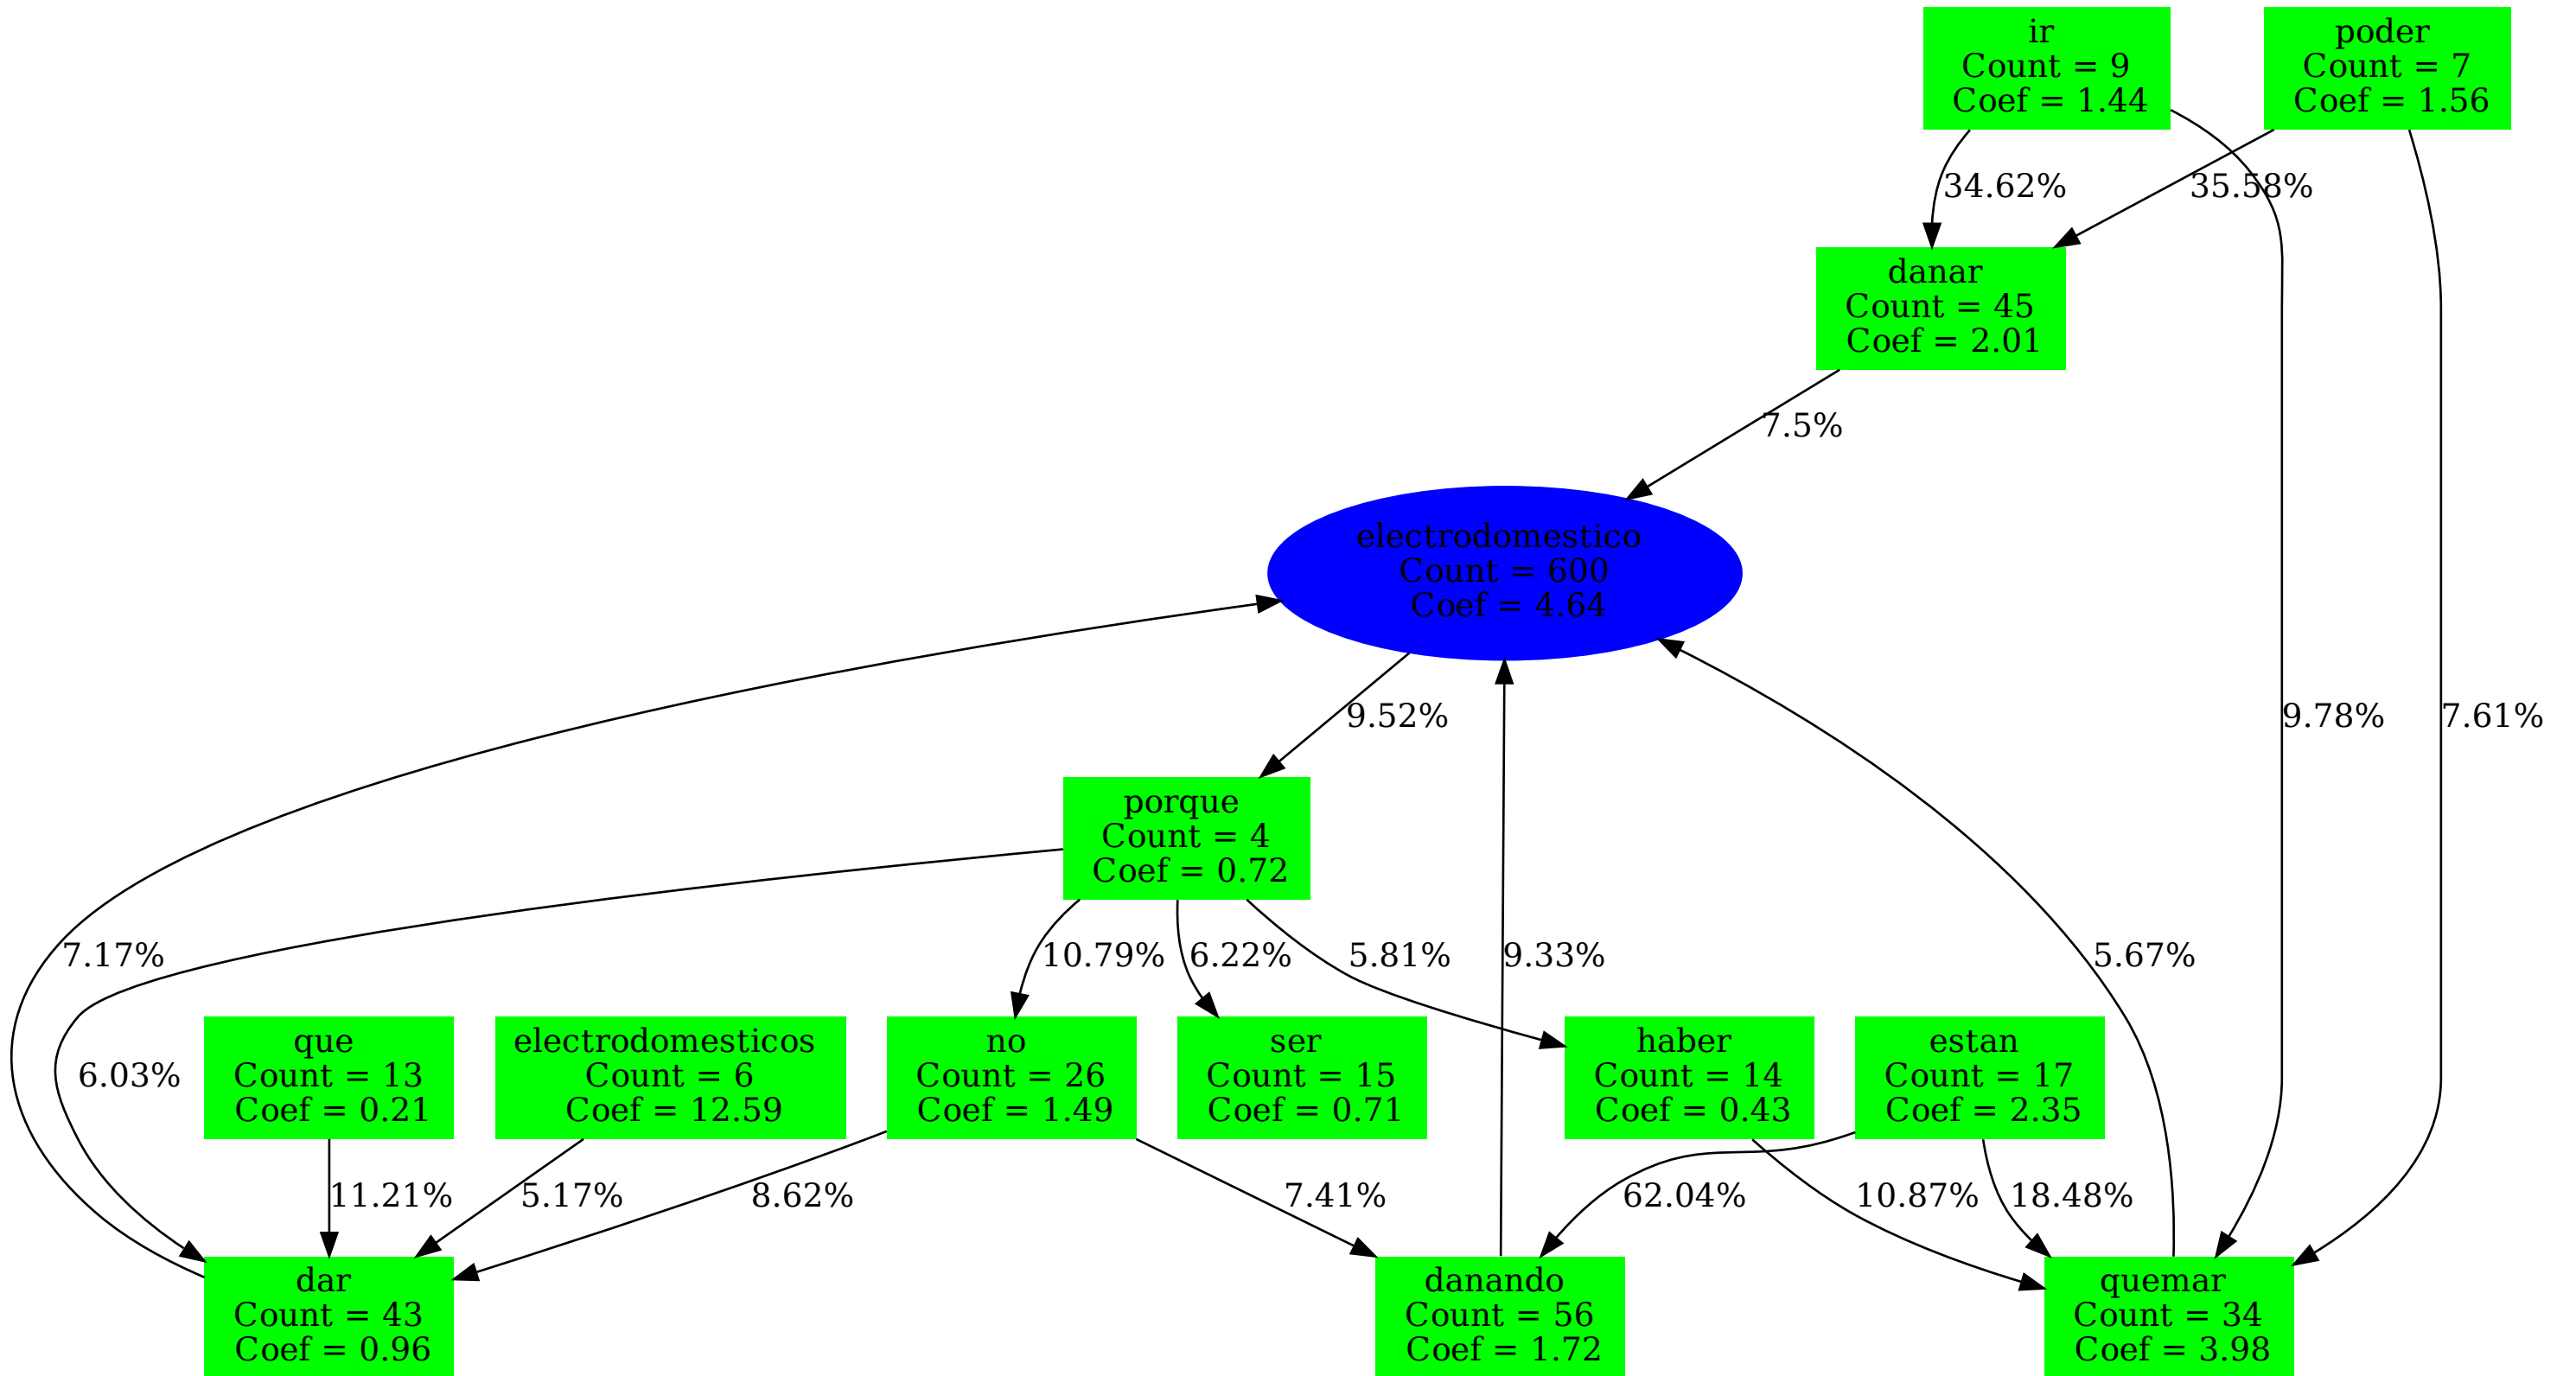 ir
Count = 9
Coef = 1.44
poder
Count = 7
Coef = 1.56
34.62%
35.58%
danar
Count = 45
Coef = 2.01
7.5%
electrodomestico
Count = 600
Coef = 4.64
9.52%
9.78%
7.61%
porque
Count = 4
Coef = 0.72
7.17%
10.79%
6.22%
5.81%
9.33%
5.67%
6.03%
que
Count = 13
Coef = 0.21
electrodomesticos
Count = 6
Coef = 12.59
no
Count = 26
Coef = 1.49
ser
Count = 15
Coef = 0.71
haber
Count = 14
Coef = 0.43
estan
Count = 17
Coef = 2.35
11.21%
5.17%
8.62%
7.41%
62.04%
10.87%
18.48%
dar
Count = 43
Coef = 0.96
danando
Count = 56
Coef = 1.72
quemar
Count = 34
Coef = 3.98